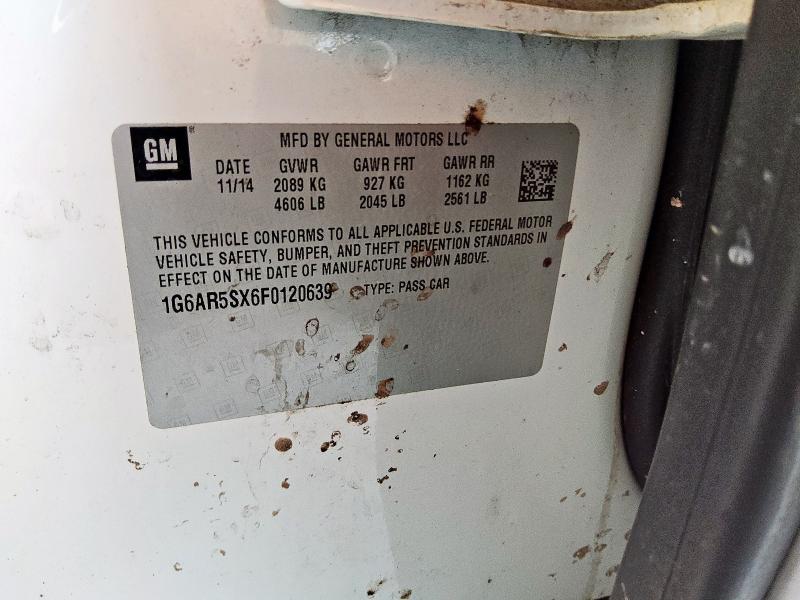 GM
MFD BY GENERAL MOTORS LLC
DATE GVWR GAWR FRT GAWR RR
11/14 2089 KG 927 KG 1162 KG
4606 LB 2045 LB 2561 LB
THIS VEHICLE CONFORMS TO ALL APPLICABLE U.S. FEDERAL MOTOR
VEHICLE SAFETY, BUMPER, AND THEFT PREVENTION STANDARDS IN
EFFECT ON THE DATE OF MANUFACTURE SHOWN ABOVE.
1G6AR5SX6F0120639 TYPE: PASS CAR